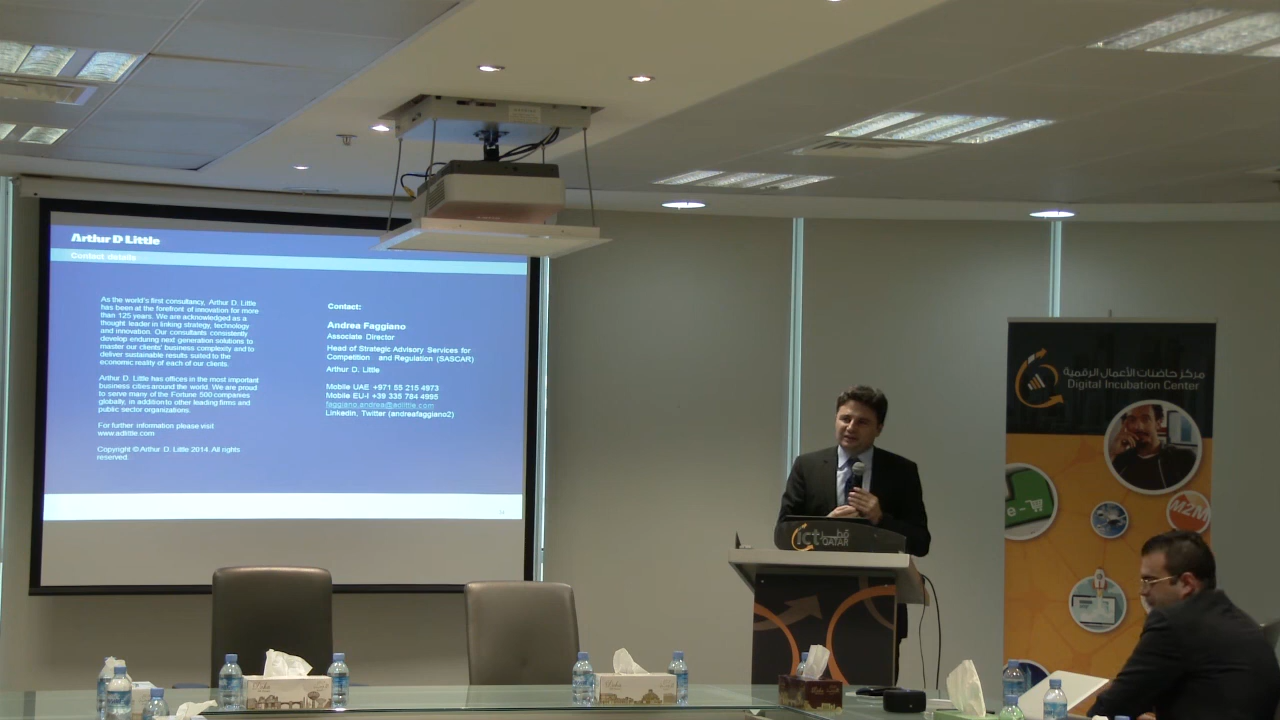 Arthur D Little
Contact details
As the world's first consultancy, Arthur D. Little
has been at the forefront of innovation for more
than 125 years. We are acknowledged as a
thought leader in linking strategy, technology
and innovation. Our consultants consistently
develop enduring next generation solutions to
master our clients' business complexity and to
deliver sustainable results suited to the
economic reality of each of our clients.
Arthur D. Little has offices in the most important
business cities around the world. We are proud
to serve many of the Fortune 500 companies
globally, in addition to other leading firms and
public sector organizations.
For further information please visit
www.adlittle.com
Copyright © Arthur D. Little 2014. All rights
reserved.
Contact:
Andrea Faggiano
Associate Director
Head of Strategic Advisory Services for
Competition and Regulation (SASCAR)
Arthur D. Little
Mobile UAE +971 55 215 4973
Mobile EU-I +39 335 784 4995
faggiano.andrea@adlittle.com
Linkedin, Twitter (andreafaggiano2)
ict قطر
QATAR
مركز حاضنات الأعمال الرقمية
Digital Incubation Center
e-
M2M
Doha
Doha